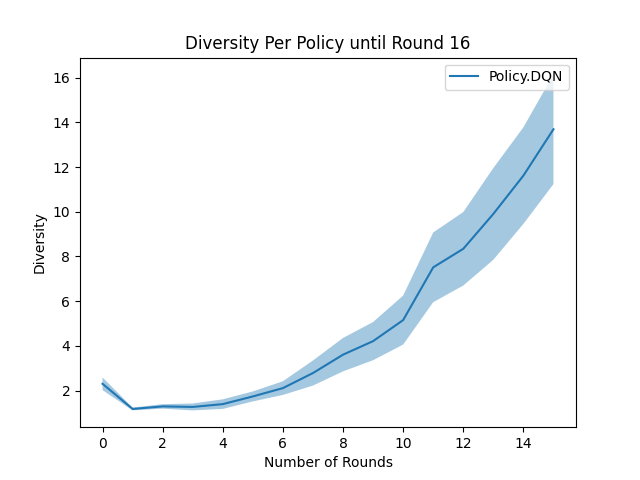 Diversity Per Policy until Round 16
Policy.DQN
16
14
12
10
8
6
4
2
Diversity
0 2 4 6 8 10 12 14
Number of Rounds